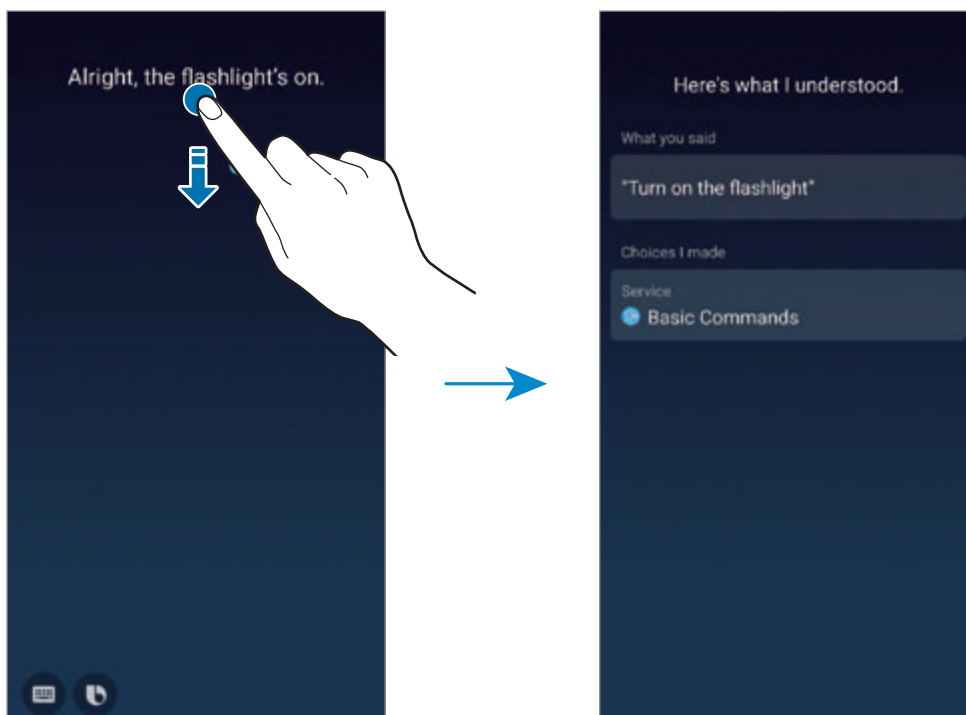 Alright, the flashlight's on.
Here's what I understood.
What you said
"Turn on the flashlight"
Choices I made
Service
Basic Commands